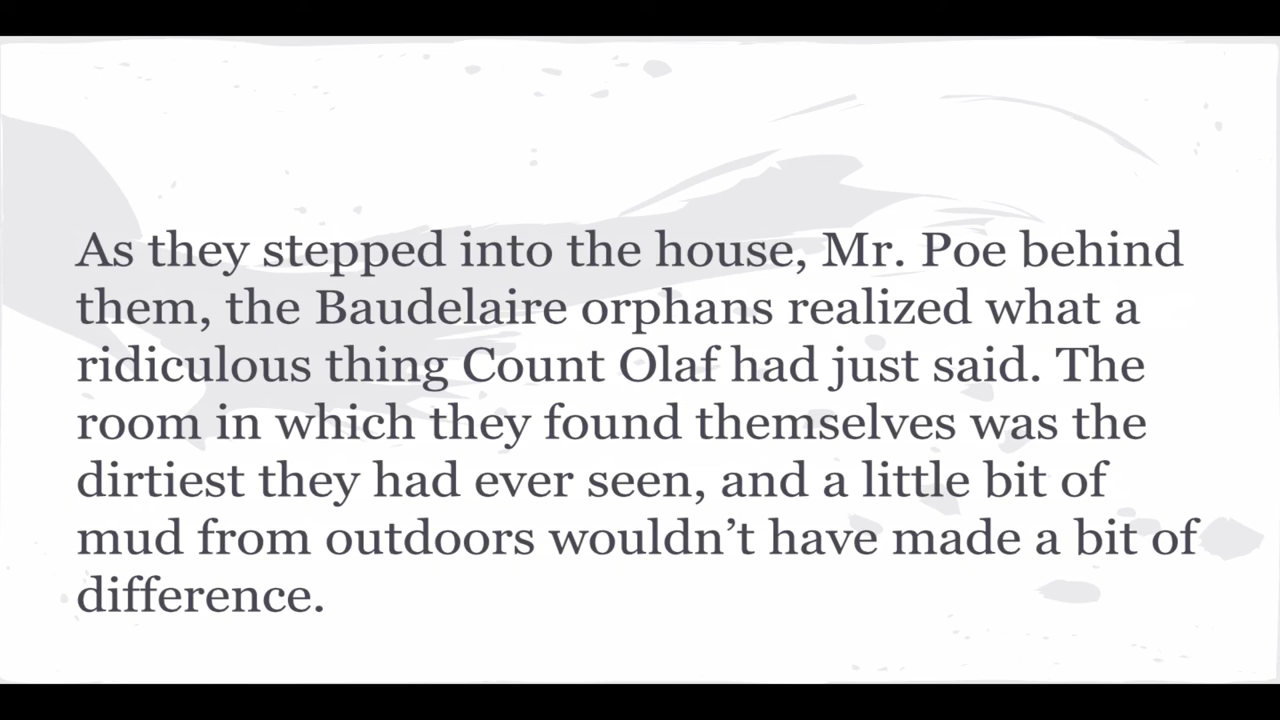 As they stepped into the house, Mr. Poe behind
them, the Baudelaire orphans realized what a
ridiculous thing Count Olaf had just said. The
room in which they found themselves was the
dirtiest they had ever seen, and a little bit of
mud from outdoors wouldn’t have made a bit of
difference.